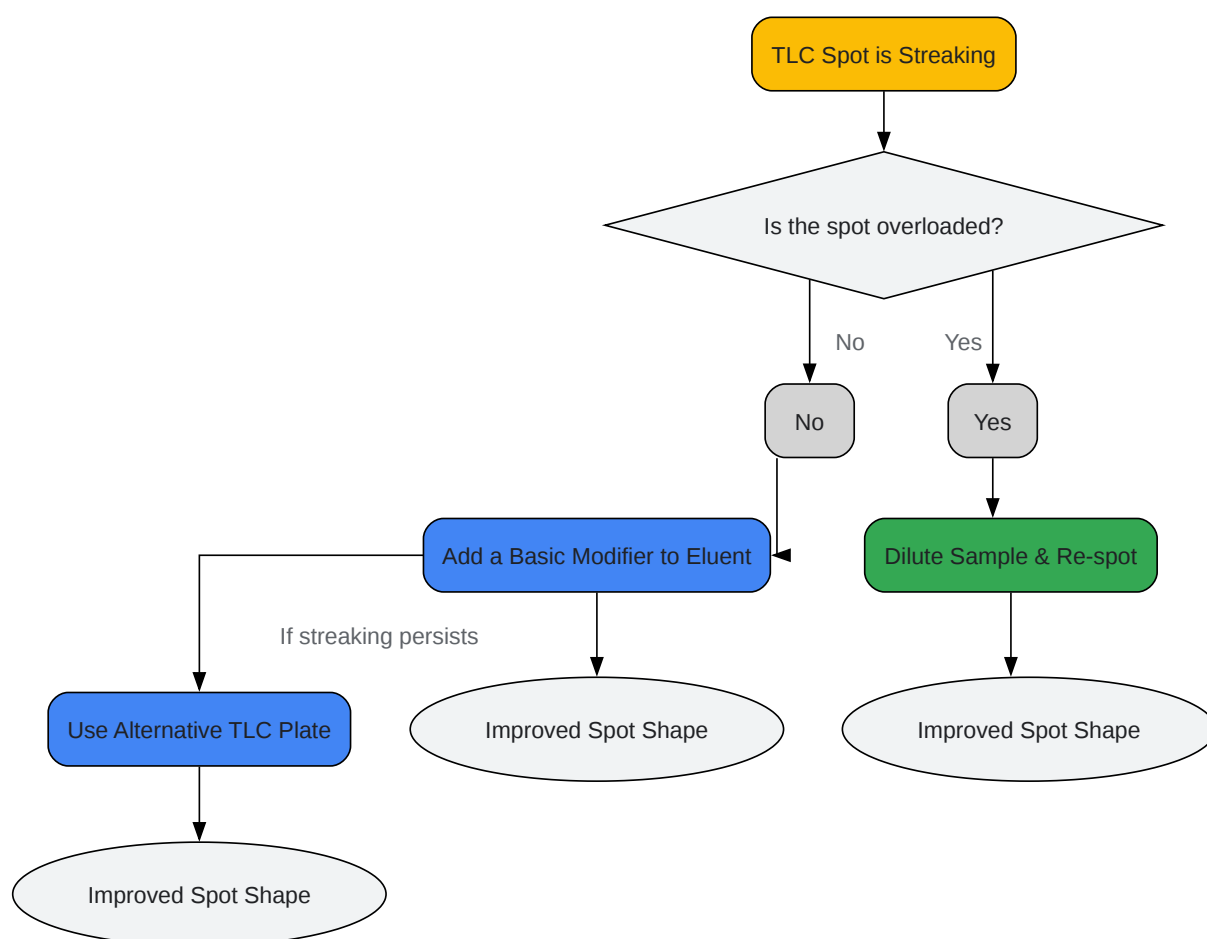 TLC Spot is Streaking
Is the spot overloaded?
No
Yes
No
Yes
Add a Basic Modifier to Eluent
Dilute Sample & Re-spot
If streaking persists
Use Alternative TLC Plate
Improved Spot Shape
Improved Spot Shape
Improved Spot Shape